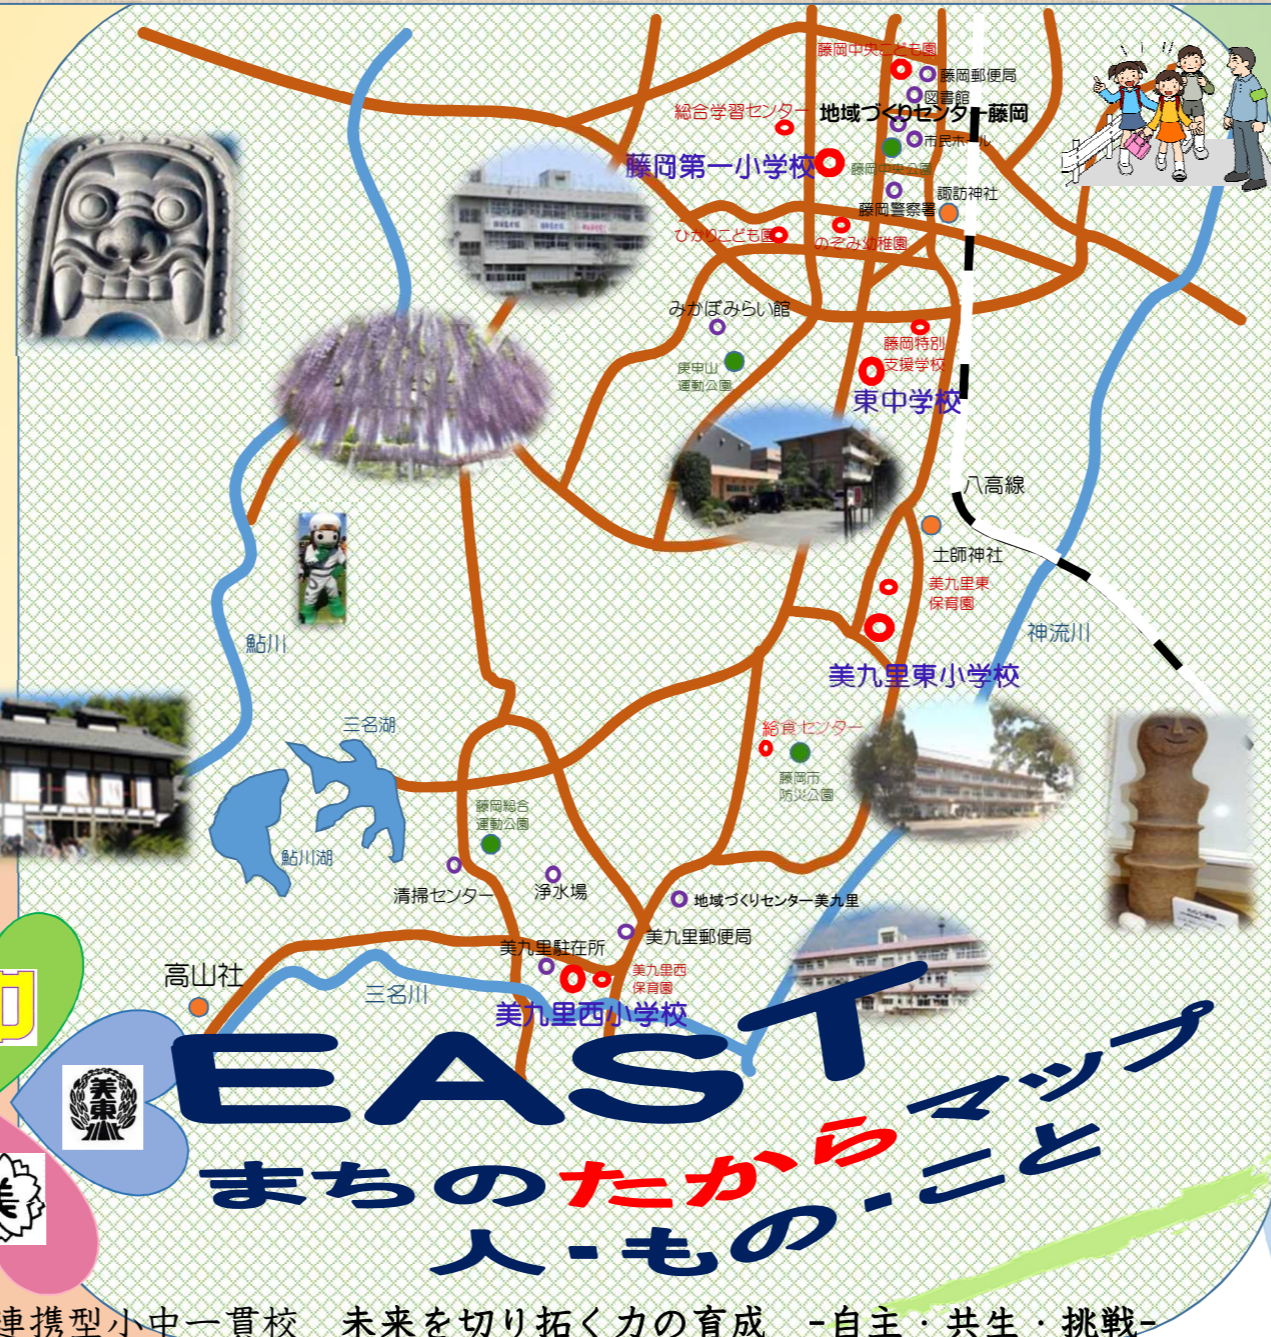 藤岡中央こども園
藤岡郵便局
図書館
総合学習センター
地域づくりセンター藤岡
市民ホール
藤岡第一小学校
藤岡中央公園
諏訪神社
藤岡警察署
ひかりこども園
のぞみ幼稚園
みかぼみらい館
藤岡特別
支援学校
庚申山
運動公園
東中学校
八高線
土師神社
美九里東
保育園
神流川
鮎川
美九里東小学校
三名湖
給食センター
藤岡市
防災公園
藤岡総合
運動公園
鮎川湖
清掃センター
浄水場
地域づくりセンター美九里
美九里郵便局
美九里駐在所
高山社
美九里西
保育園
三名川
美九里西小学校
美東
EAST
まちのたからマップ
人-もの-こと
連携型小中一貫校 未来を切り拓く力の育成 -自主・共生・挑戦-